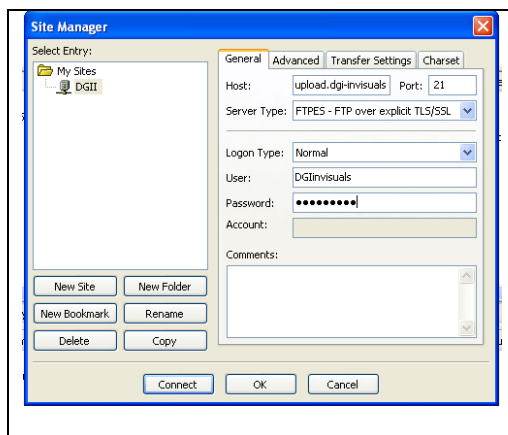 Site Manager
Select Entry:
My Sites
DGII
New Site
New Folder
New Bookmark
Rename
Delete
Copy
General
Advanced
Transfer Settings
Charset
Host:
upload.dgi-invisuals
Port:
21
Server Type:
FTPES - FTP over explicit TLS/SSL
Logon Type:
Normal
User:
DGIinvisuals
Password:
●●●●●●●●●
Account:
Comments:
Connect
OK
Cancel